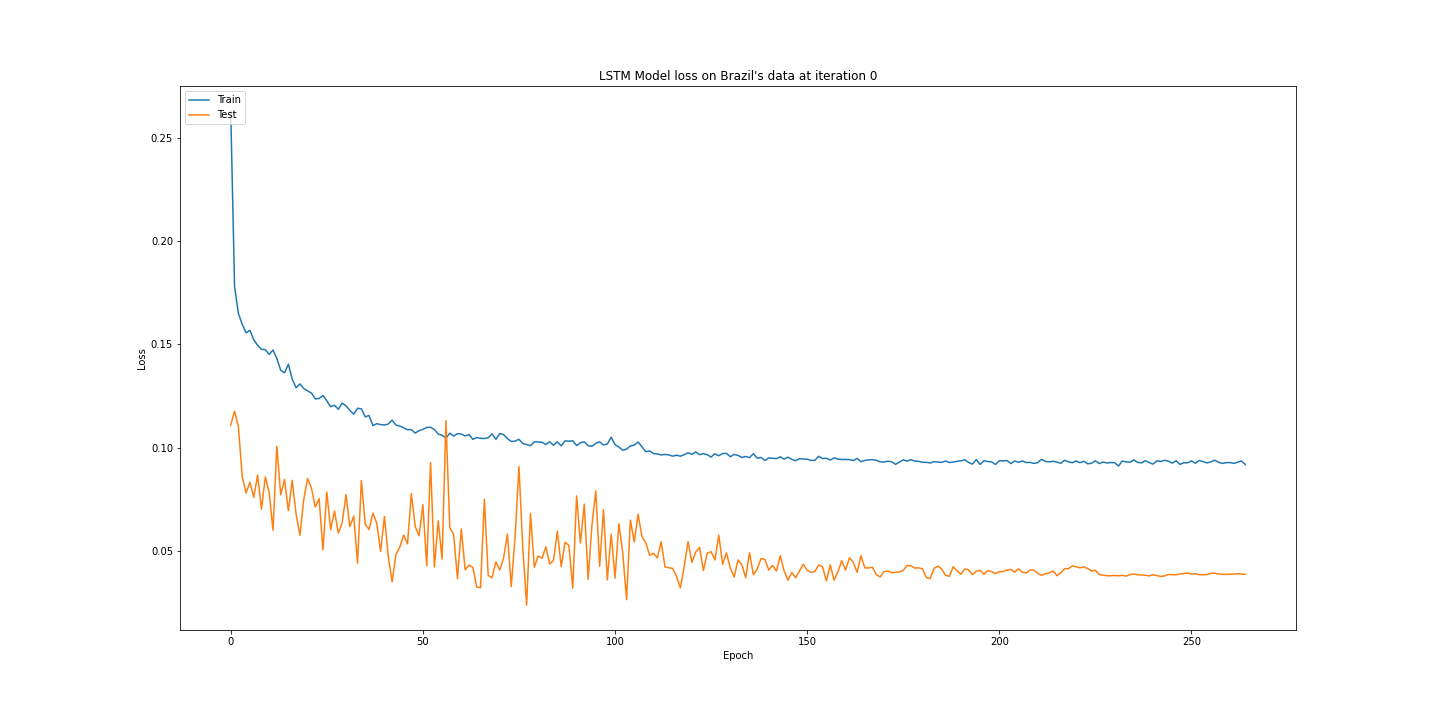 LSTM Model loss on Brazil's data at iteration 0
Train
Test
0.25
0.20
0.15
0.10
0.05
Loss
0 50 100 150 200 250
Epoch